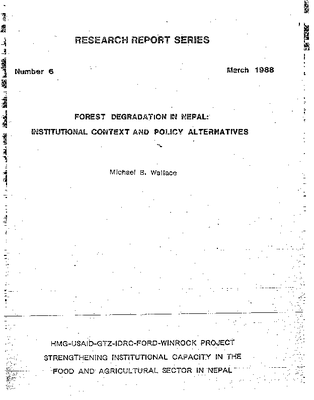 RESEARCH REPORT SERIES
Number 6 March 1988
FOREST DEGRADATION IN NEPAL:
INSTITUTIONAL CONTEXT AND POLICY ALTERNATIVES
Michael B. Wallace
HMG-USAID-GTZ-IDRC-FORD-WINROCK PROJECT
STRENGTHENING INSTITUTIONAL CAPACITY IN THE
FOOD AND AGRICULTURAL SECTOR IN NEPAL